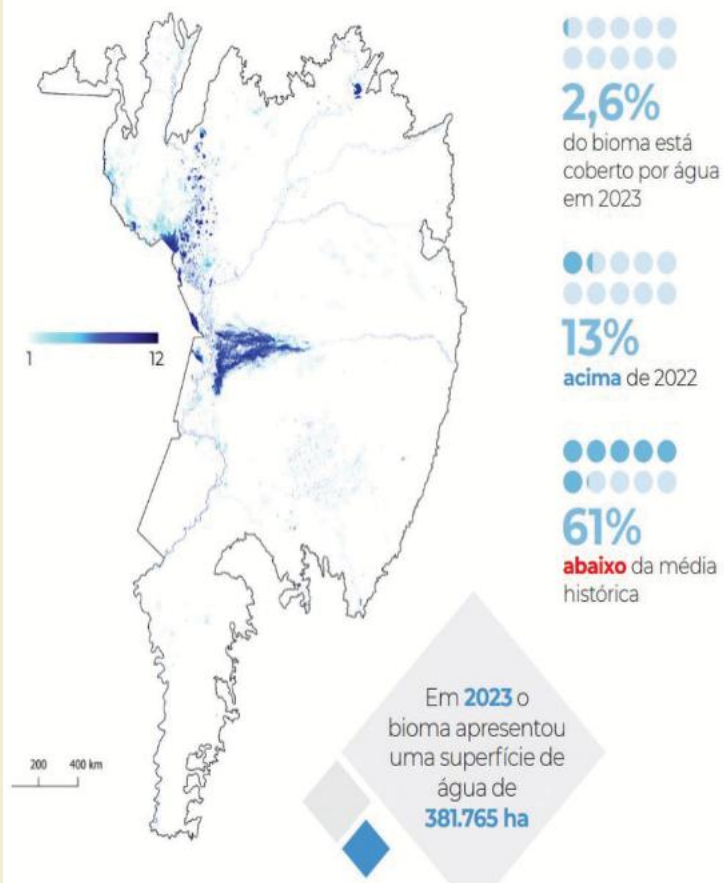 2,6%
do bioma está
coberto por água
em 2023
1 12
13%
acima de 2022
61%
abaixo da média
histórica
Em 2023 o
bioma apresentou
uma superfície de
água de
381.765 ha
200 400 km